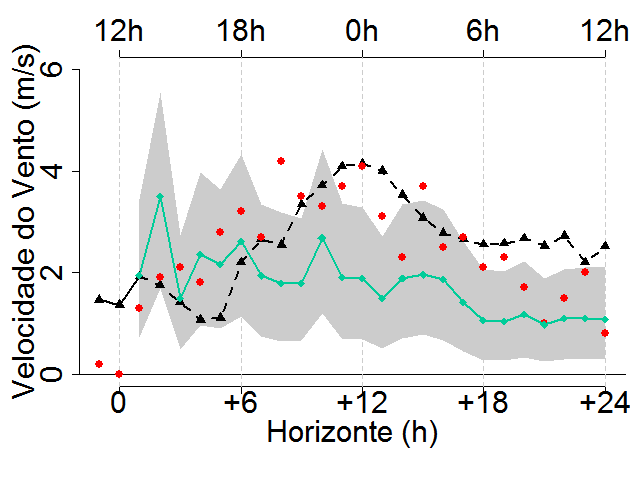 12h 18h 0h 6h 12h
Velocidade do Vento (m/s)
6
4
2
0
0 +6 +12 +18 +24
Horizonte (h)